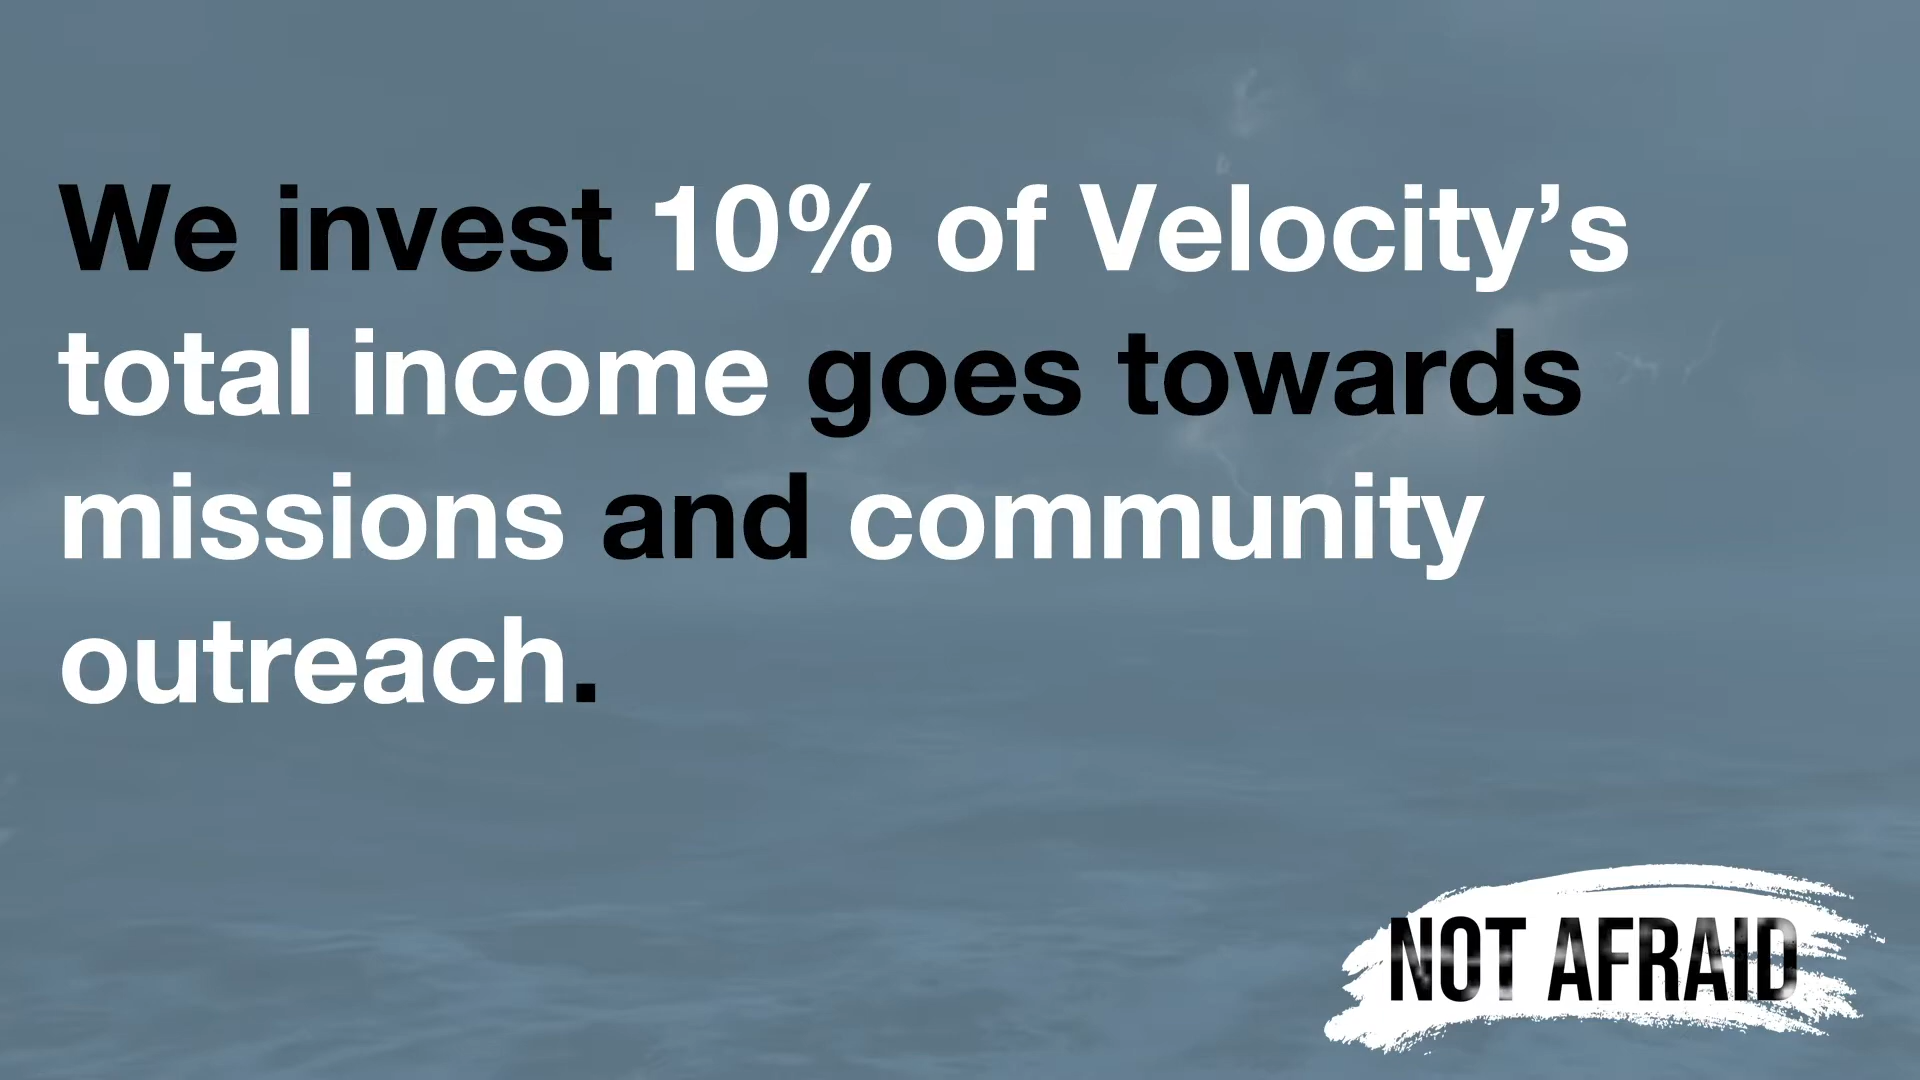 We invest 10% of Velocity’s
total income goes towards
missions and community
outreach.
NOT AFRAID